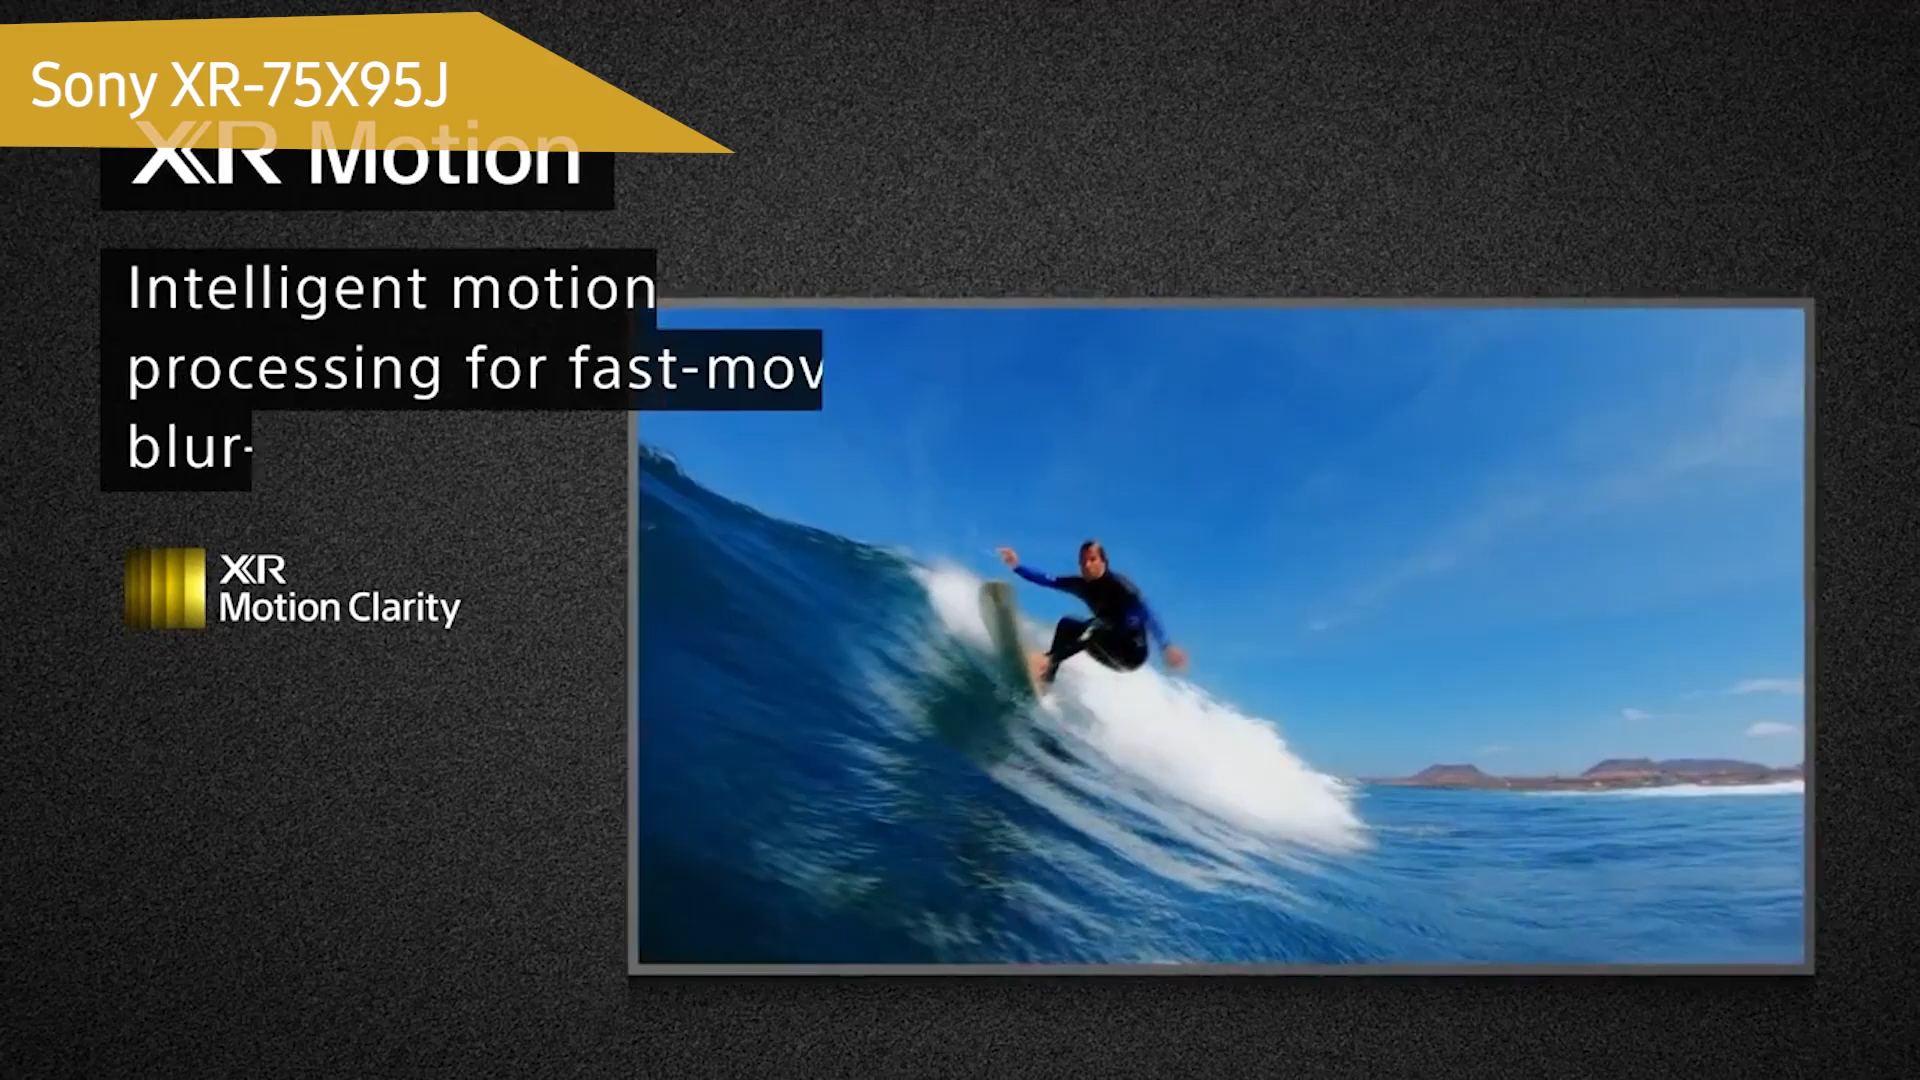 Sony XR-75X95J
XR Motion
Intelligent motion
processing for fast-mov
blur-
XR
Motion Clarity